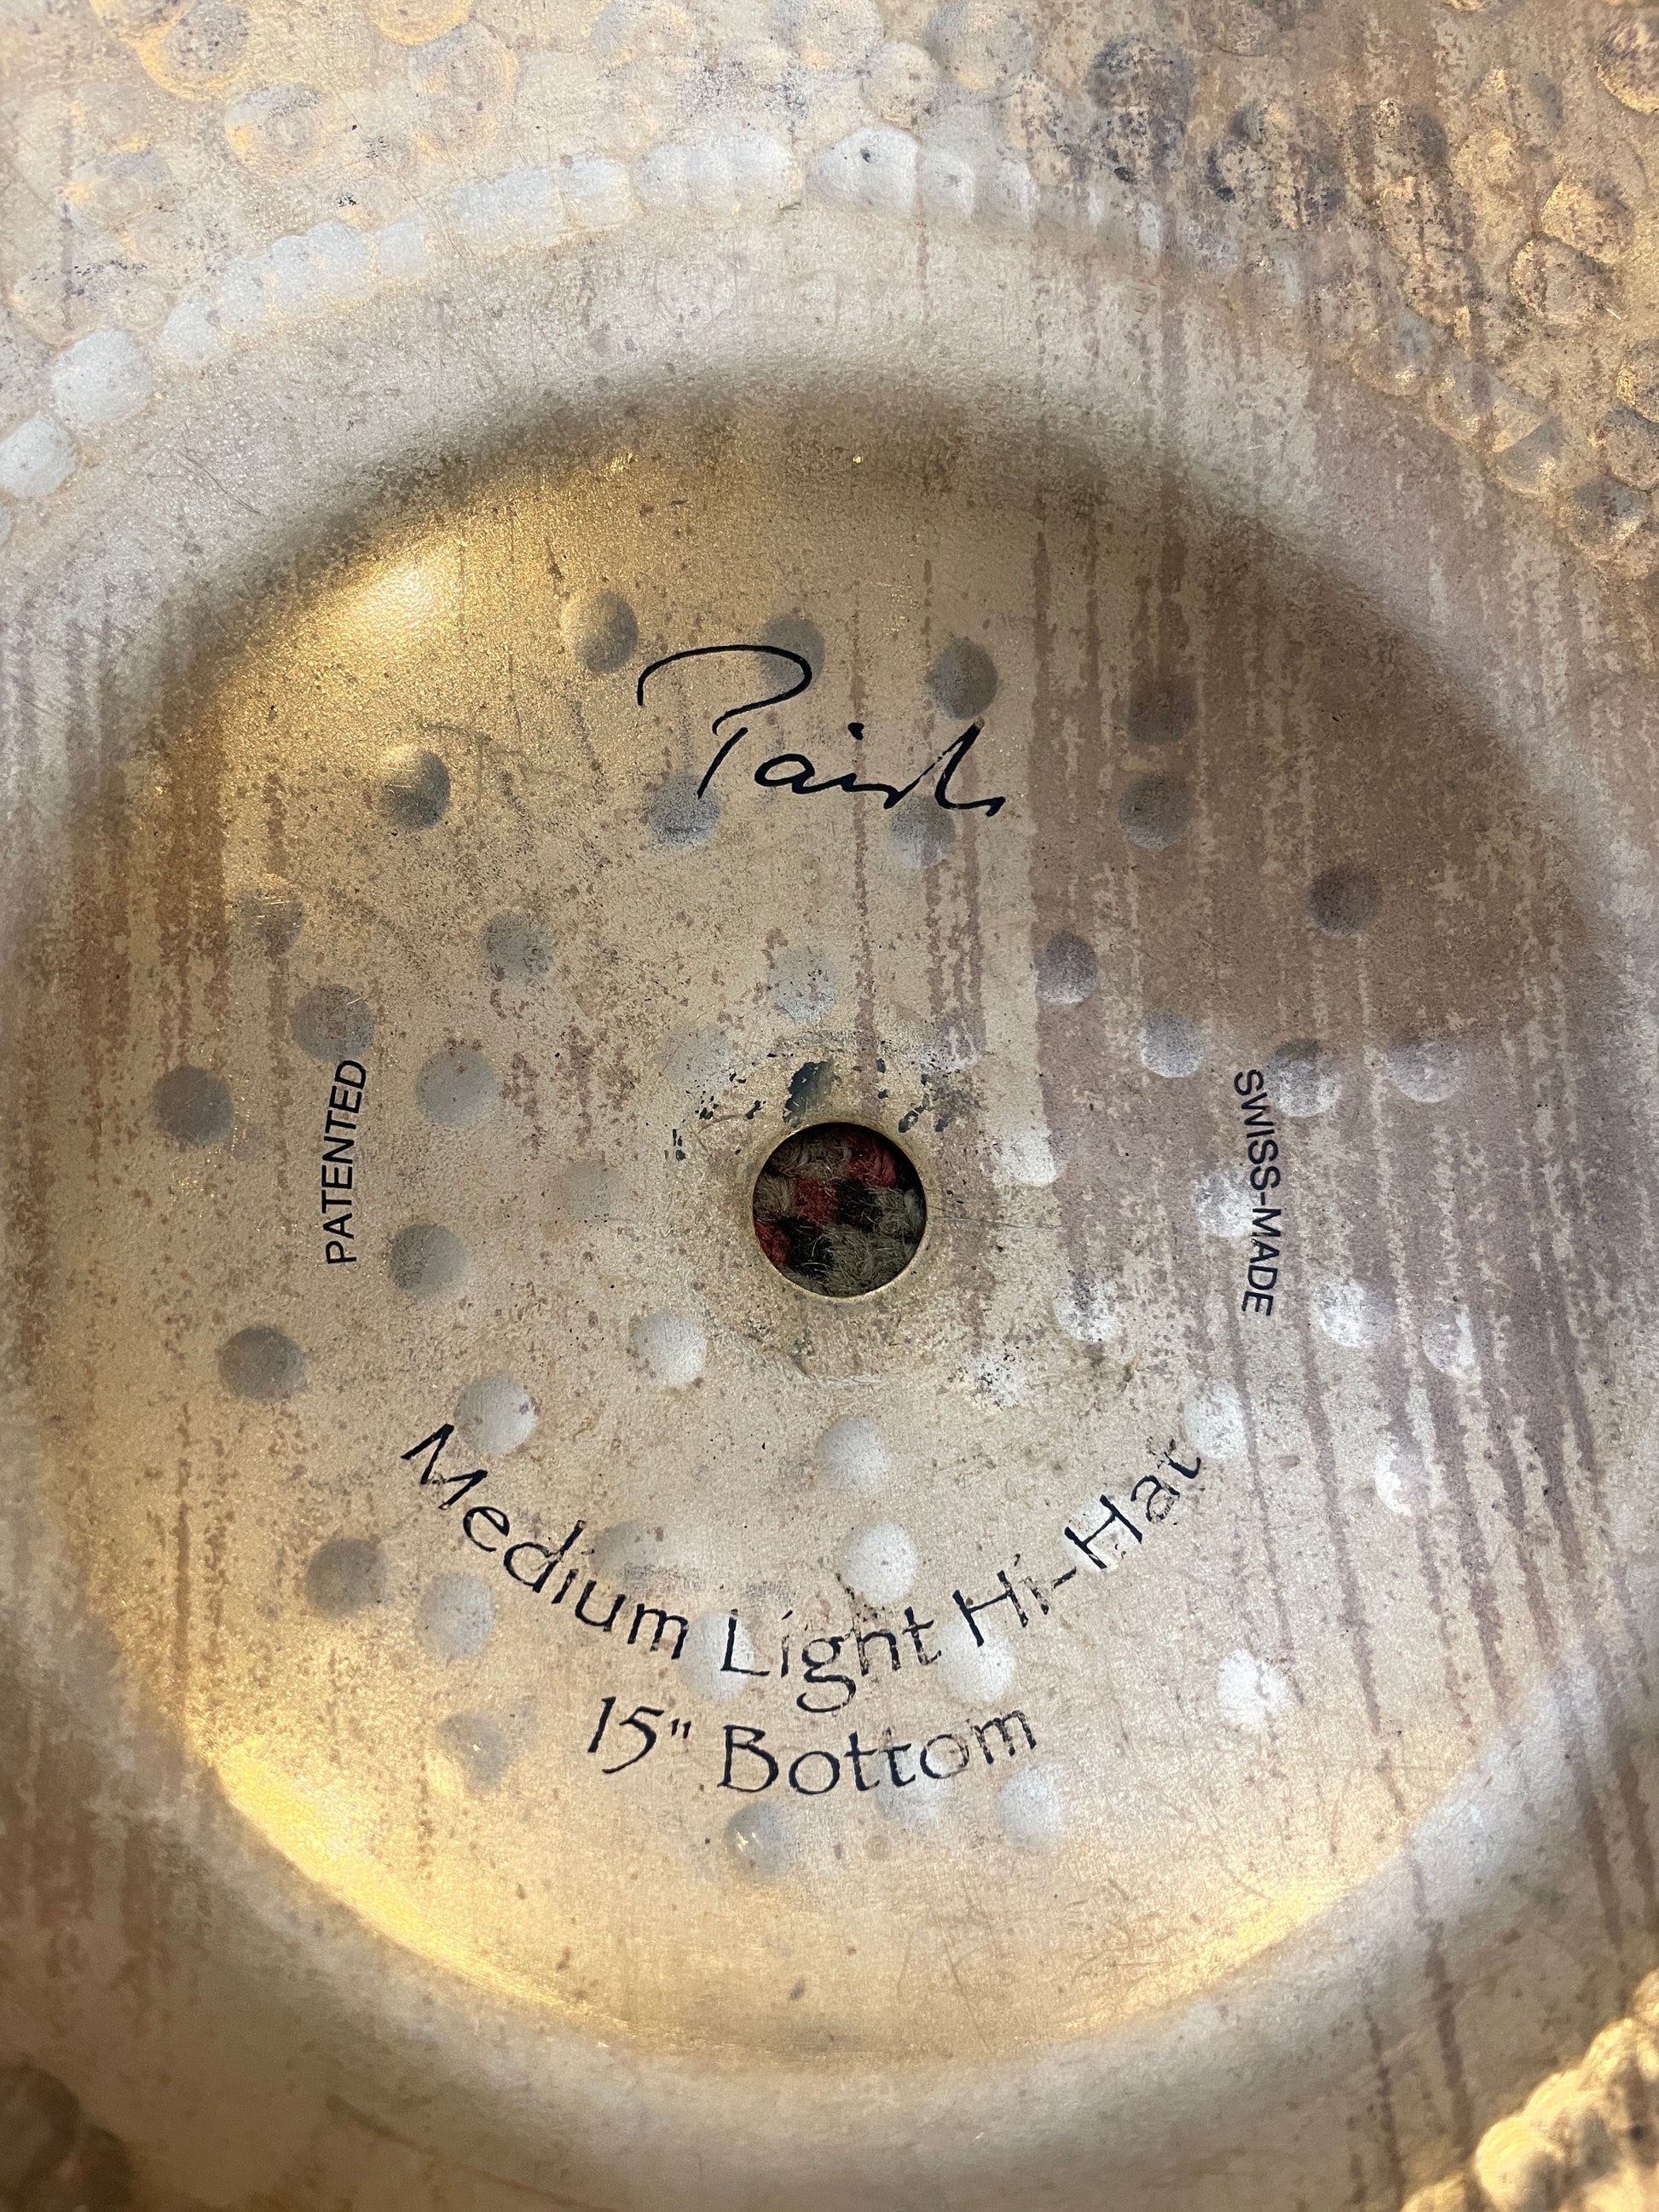 Paiste
PATENTED
SWISS-MADE
Medium Light Hi-Hat
15" Bottom